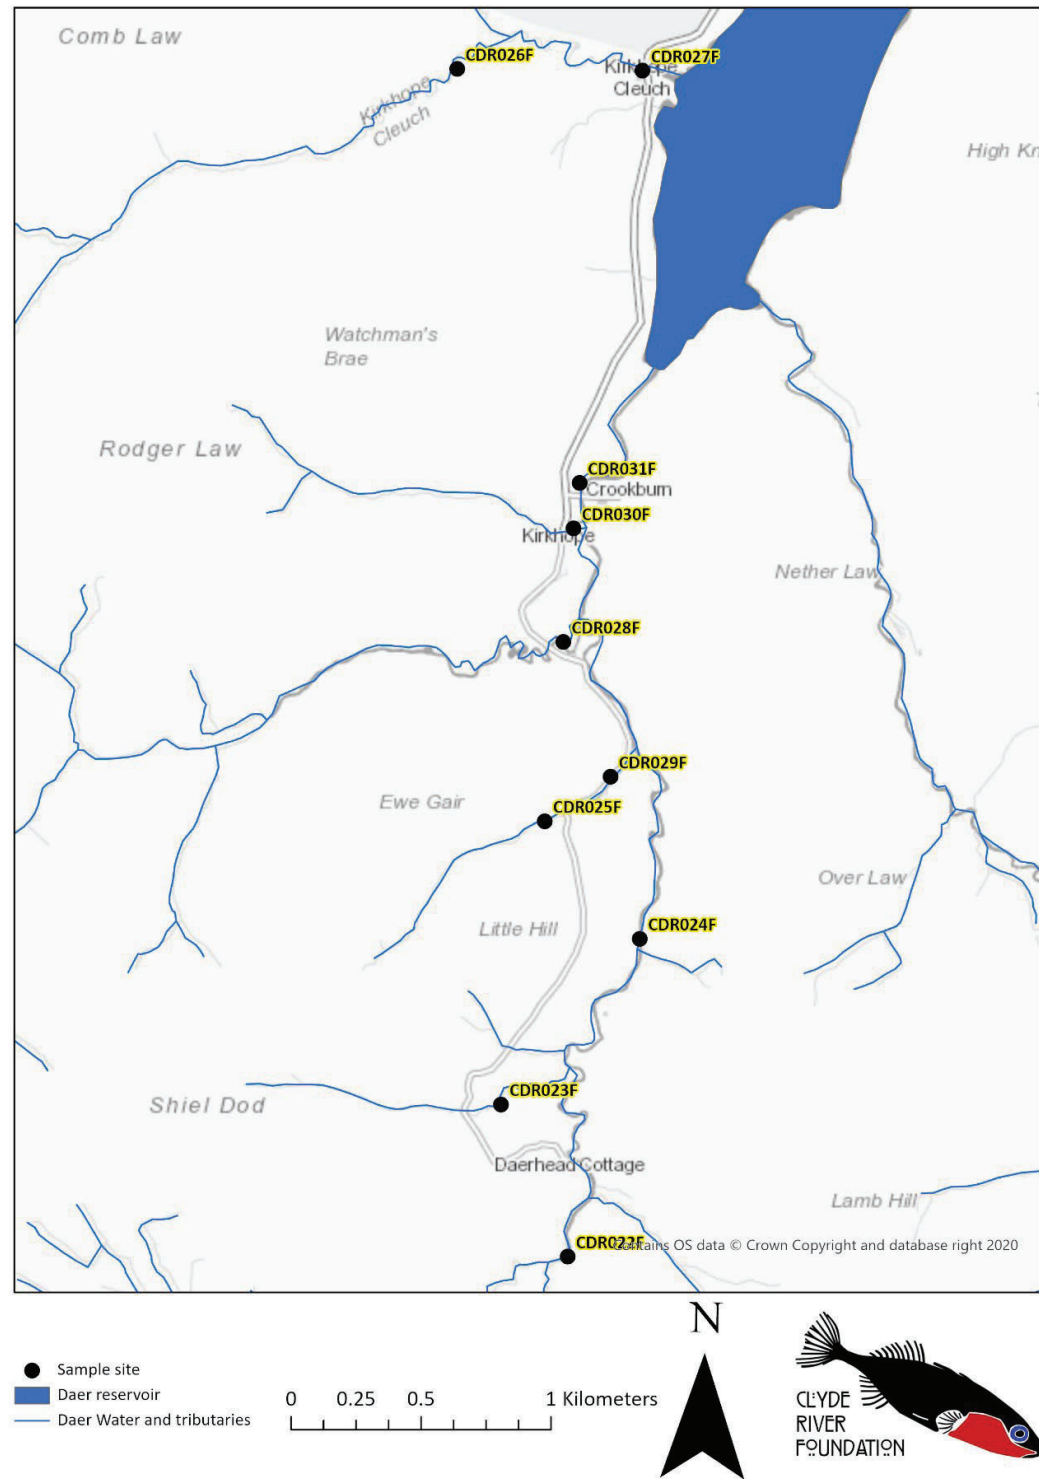 Comb Law
CDR026F
CDR027F
Kirkhope
Cleuch
Kirkhope
Cleuch
High Kn
Watchman's
Brae
Rodger Law
CDR031F
Crookburn
CDR030F
Kirkhope
Nether Law
CDR028F
CDR029F
Ewe Gair
CDR025F
Over Law
Little Hill
CDR024F
Shiel Dod
CDR023F
Daerhead Cottage
Lamb Hill
CDR022F
Contains OS data © Crown Copyright and database right 2020
N
Sample site
Daer reservoir
Daer Water and tributaries
0 0.25 0.5 1 Kilometers
CLYDE
RIVER
FOUNDATION